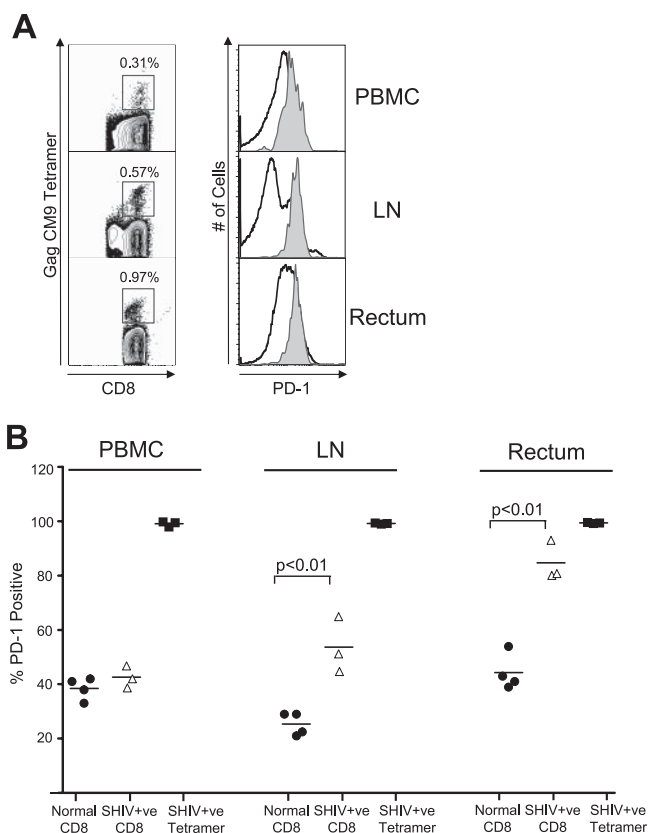 A
0.31%
0.57%
0.97%
Gag CM9 Tetramer
CD8
# of Cells
PD-1
PBMC
LN
Rectum
B
PBMC
LN
Rectum
% PD-1 Positive
120
100
80
60
40
20
p<0.01
p<0.01
Normal
CD8
SHIV+ve
CD8
SHIV+ve
Tetramer
Normal
CD8
SHIV+ve
CD8
SHIV+ve
Tetramer
Normal
CD8
SHIV+ve
CD8
SHIV+ve
Tetramer